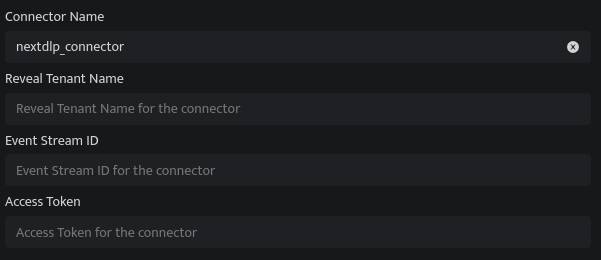 Connector Name
nextdlp_connector
Reveal Tenant Name
Reveal Tenant Name for the connector
Event Stream ID
Event Stream ID for the connector
Access Token
Access Token for the connector